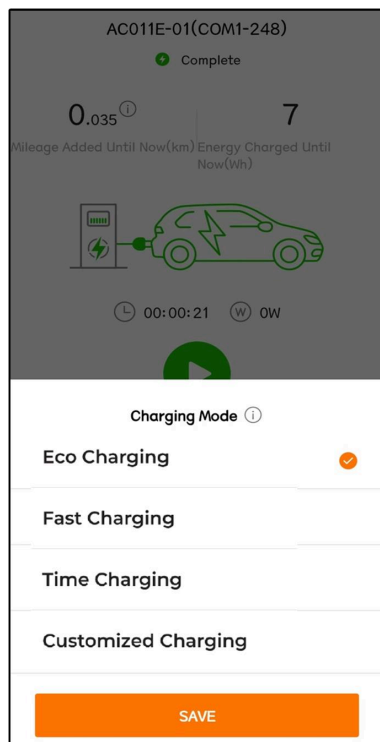 AC011E-01(COM1-248)
Complete
0.035 7
Mileage Added Until Now(km) Energy Charged Until
Now(Wh)
00:00:21 W 0W
Charging Mode i
Eco Charging
Fast Charging
Time Charging
Customized Charging
SAVE